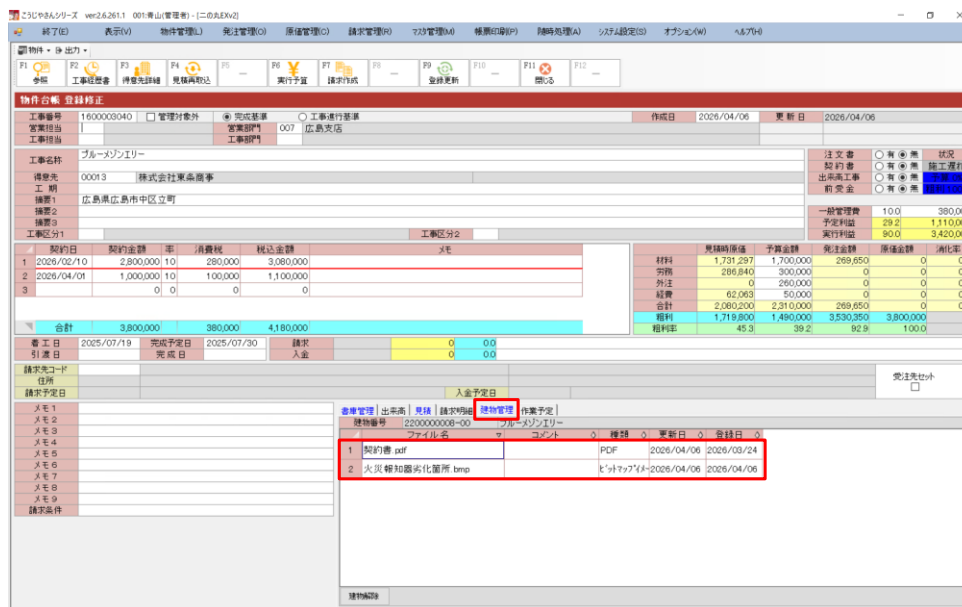 こうじやさんシリーズ ver:2.6.261.1 001:青山(管理者) - [二の丸EXv2]
終了(E) 表示(V) 物件管理(L) 発注管理(O) 原価管理(C) 請求管理(R) マスタ管理(M) 帳票印刷(P) 随時処理(A) システム設定(S) オプション(W) ヘルプ(H)
物件 出力
F1 参照 F2 工事経歴書 F3 得意先詳細 F4 見積再取込 F5 F6 実行予算 F7 請求作成 F8 F9 登録更新 F10 F11 閉じる F12
物件台帳 登録修正
工事番号 1600003040 管理対象外 完成基準 工事進行基準 作成日 2026/04/06 更新日 2026/04/06
営業担当 営業部門 007 広島支店
工事担当 工事部門
工事名称 ブルーメゾンエリー
注文書 有 無 状況
契約書 有 無 施工遅れ
得意先 00013 株式会社東条商事
出来高工事 有 無
工期
前受金 有 無
摘要1 広島県広島市中区立町
摘要2 一般管理費 10.0 380,0
摘要3 予定利益 29.2 1,110,0
工事区分1 工事区分2 実行利益 90.0 3,420,0
契約日 契約金額 率 消費税 税込金額 メモ
1 2026/02/10 2,800,000 10 280,000 3,080,000
2 2026/04/01 1,000,000 10 100,000 1,100,000
3 0 0 0 0
合計 3,800,000 380,000 4,180,000
見積時原価 予算金額 発注金額 原価金額 消化率
材料 1,731,297 1,700,000 269,650 0 0
労務 286,840 300,000 0 0 0
外注 0 260,000 0 0 0
経費 62,063 50,000 0 0 0
合計 2,080,200 2,310,000 269,650 0 0
粗利 1,719,800 1,490,000 3,530,350 3,800,000
粗利率 45.3 39.2 92.9 100.0
着工日 2025/07/19 完成予定日 2025/07/30 請求 0 0.0
引渡日 完成日 入金 0 0.0
請求先コード
住所
請求予定日 入金予定日
受注先セット
メモ1
メモ2
メモ3
メモ4
メモ5
メモ6
メモ7
メモ8
メモ9
請求条件
書庫管理 出来高 見積 請求明細 建物管理 作業予定
建物番号 2200000008-00 ブルーメゾンエリー
ファイル名 コメント 種類 更新日 登録日
1 契約書.pdf PDF 2026/04/06 2026/03/24
2 火災報知器劣化箇所.bmp ビットマップイメー 2026/04/06 2026/04/06
建物解除